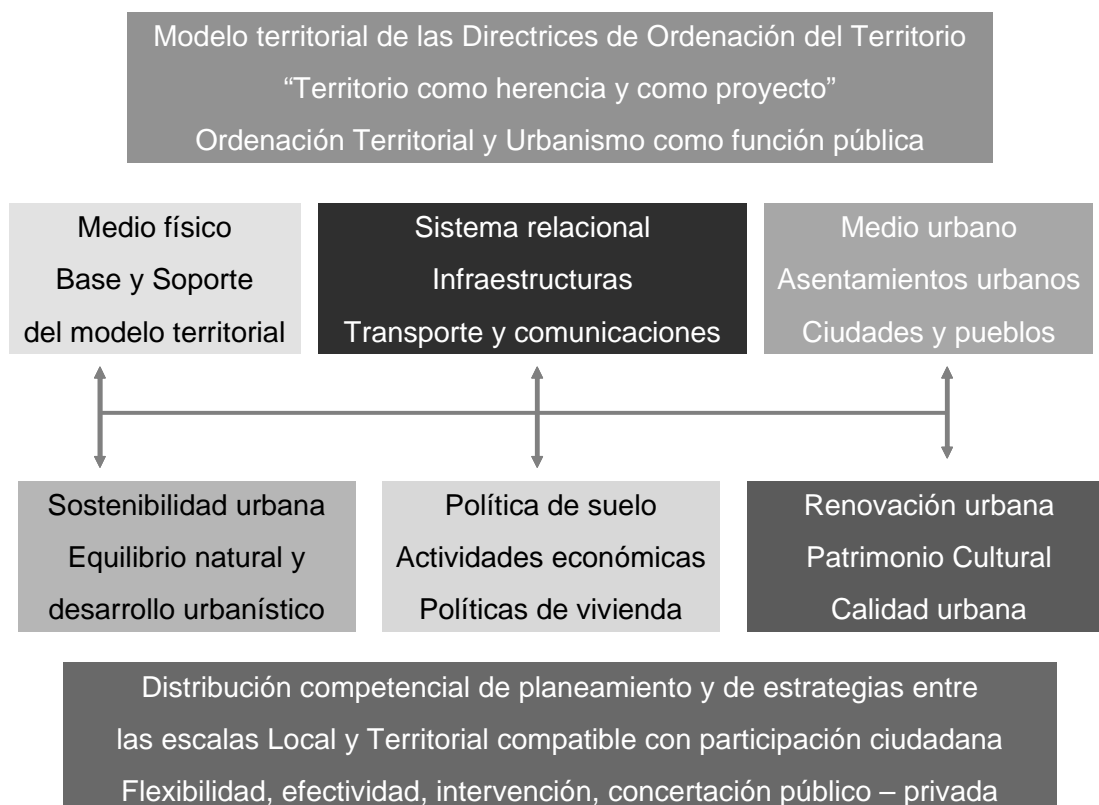 Modelo territorial de las Directrices de Ordenación del Territorio
“Territorio como herencia y como proyecto”
Ordenación Territorial y Urbanismo como función pública
Medio físico
Base y Soporte
del modelo territorial
Sistema relacional
Infraestructuras
Transporte y comunicaciones
Medio urbano
Asentamientos urbanos
Ciudades y pueblos
Sostenibilidad urbana
Equilibrio natural y
desarrollo urbanístico
Política de suelo
Actividades económicas
Políticas de vivienda
Renovación urbana
Patrimonio Cultural
Calidad urbana
Distribución competencial de planeamiento y de estrategias entre
las escalas Local y Territorial compatible con participación ciudadana
Flexibilidad, efectividad, intervención, concertación público – privada